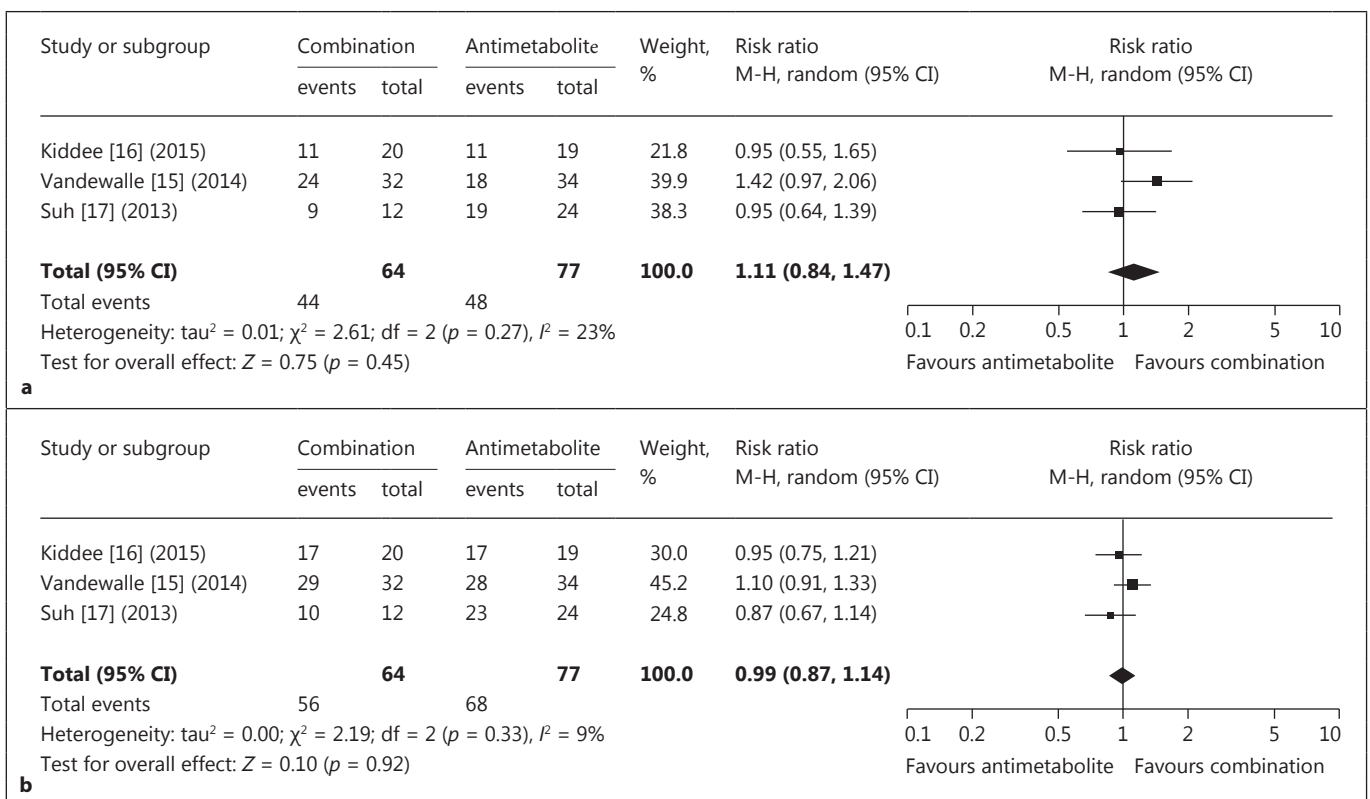 Study or subgroup Combination Antimetabolite Weight, % Risk ratio M-H, random (95% CI) Risk ratio M-H, random (95% CI)
events total events total
Kiddee [16] (2015) 11 20 11 19 21.8 0.95 (0.55, 1.65)
Vandewalle [15] (2014) 24 32 18 34 39.9 1.42 (0.97, 2.06)
Suh [17] (2013) 9 12 19 24 38.3 0.95 (0.64, 1.39)
Total (95% CI) 64 77 100.0 1.11 (0.84, 1.47)
Total events 44 48
Heterogeneity: tau² = 0.01; χ² = 2.61; df = 2 (p = 0.27), I² = 23%
0.1 0.2 0.5 1 2 5 10
Test for overall effect: Z = 0.75 (p = 0.45)
Favours antimetabolite Favours combination
a
Study or subgroup Combination Antimetabolite Weight, % Risk ratio M-H, random (95% CI) Risk ratio M-H, random (95% CI)
events total events total
Kiddee [16] (2015) 17 20 17 19 30.0 0.95 (0.75, 1.21)
Vandewalle [15] (2014) 29 32 28 34 45.2 1.10 (0.91, 1.33)
Suh [17] (2013) 10 12 23 24 24.8 0.87 (0.67, 1.14)
Total (95% CI) 64 77 100.0 0.99 (0.87, 1.14)
Total events 56 68
Heterogeneity: tau² = 0.00; χ² = 2.19; df = 2 (p = 0.33), I² = 9%
0.1 0.2 0.5 1 2 5 10
Test for overall effect: Z = 0.10 (p = 0.92)
Favours antimetabolite Favours combination
b